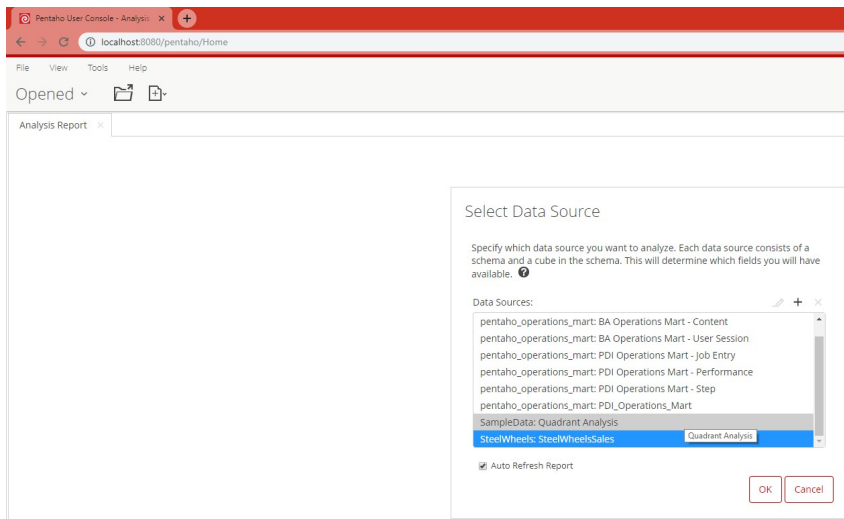 Pentaho User Console - Analysis
localhost:8080/pentaho/Home
File View Tools Help
Opened
Analysis Report
Select Data Source
Specify which data source you want to analyze. Each data source consists of a
schema and a cube in the schema. This will determine which fields you will have
available.
Data Sources:
pentaho_operations_mart: BA Operations Mart - Content
pentaho_operations_mart: BA Operations Mart - User Session
pentaho_operations_mart: PDI Operations Mart - Job Entry
pentaho_operations_mart: PDI Operations Mart - Performance
pentaho_operations_mart: PDI Operations Mart - Step
pentaho_operations_mart: PDI_Operations_Mart
SampleData: Quadrant Analysis
SteelWheels: SteelWheelsSales
Quadrant Analysis
Auto Refresh Report
OK Cancel